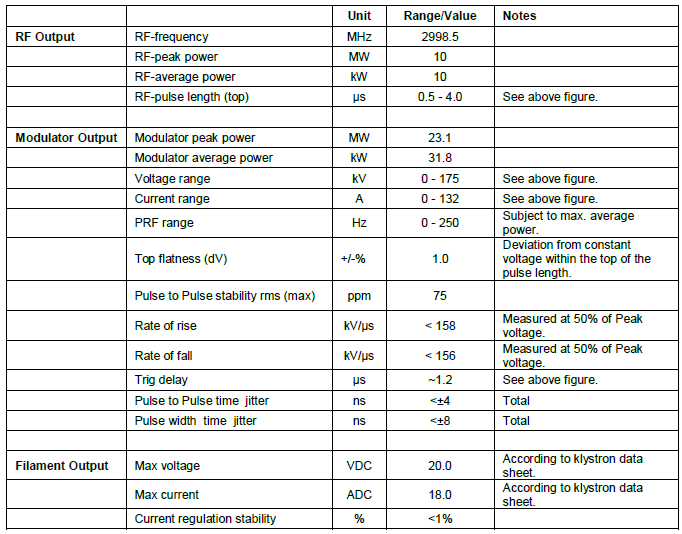 Unit Range/Value Notes
RF Output RF-frequency MHz 2998.5
RF-peak power MW 10
RF-average power kW 10
RF-pulse length (top) µs 0.5 - 4.0 See above figure.
Modulator Output Modulator peak power MW 23.1
Modulator average power kW 31.8
Voltage range kV 0 - 175 See above figure.
Current range A 0 - 132 See above figure.
PRF range Hz 0 - 250 Subject to max. average
power.
Top flatness (dV) +/-% 1.0 Deviation from constant
voltage within the top of the
pulse length.
Pulse to Pulse stability rms (max) ppm 75
Rate of rise kV/µs < 158 Measured at 50% of Peak
voltage.
Rate of fall kV/µs < 156 Measured at 50% of Peak
voltage.
Trig delay µs ~1.2 See above figure.
Pulse to Pulse time jitter ns <±4 Total
Pulse width time jitter ns <±8 Total
Filament Output Max voltage VDC 20.0 According to klystron data
sheet.
Max current ADC 18.0 According to klystron data
sheet.
Current regulation stability % <1%